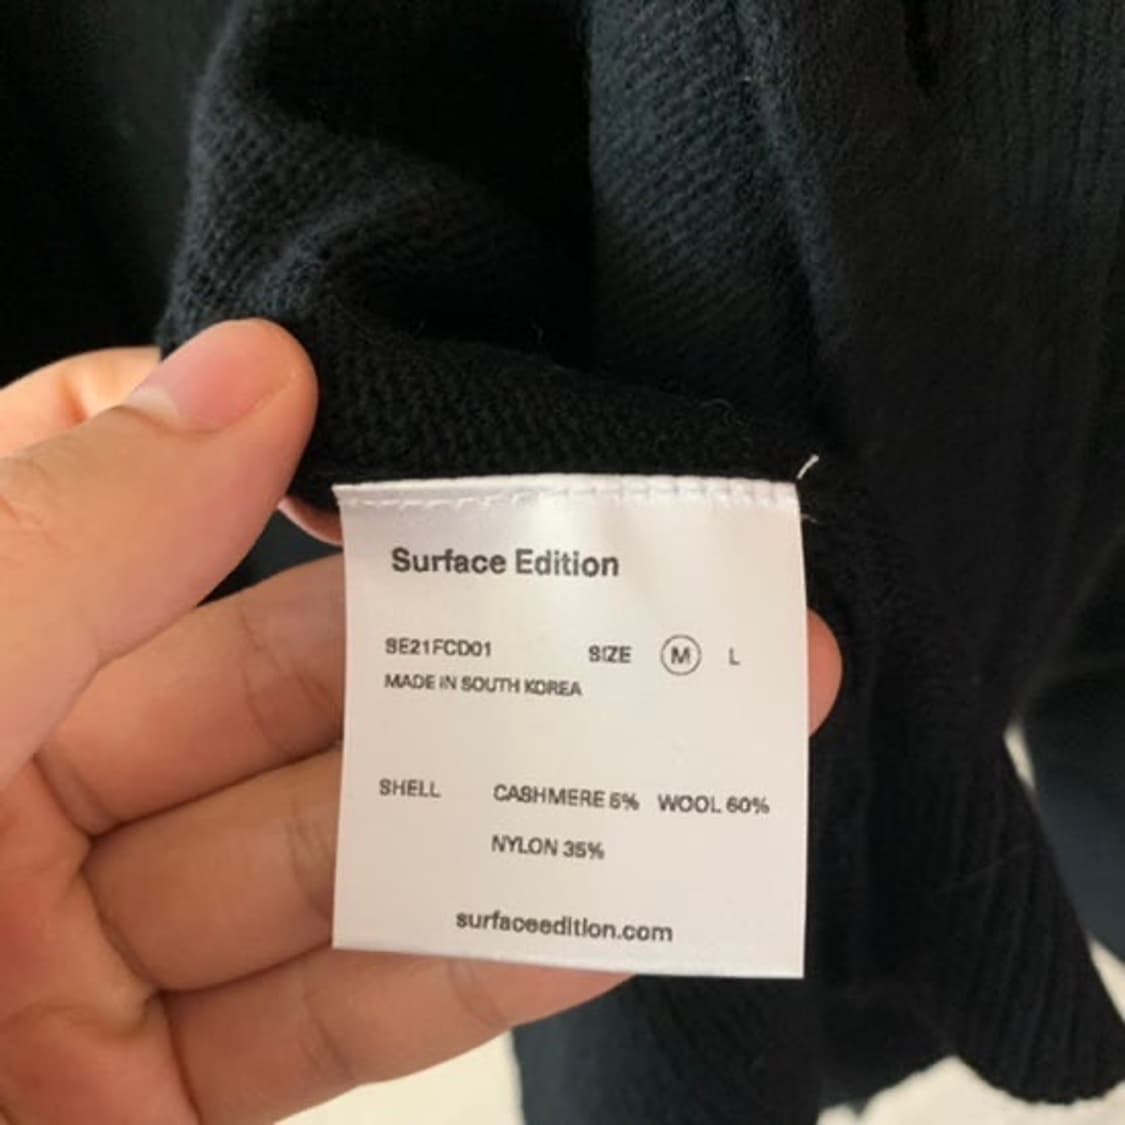 Surface Edition
SE21FCD01 SIZE M L
MADE IN SOUTH KOREA
SHELL CASHMERE 5% WOOL 60%
NYLON 35%
surfaceedition.com